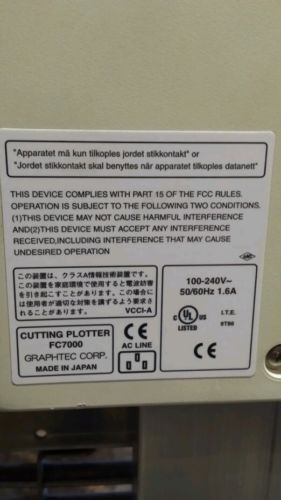 "Apparatet må kun tilkoples jordet stikkontakt" or
"Jordet stikkontakt skal benyttes når apparatet tilkoples datanett"
THIS DEVICE COMPLIES WITH PART 15 OF THE FCC RULES.
OPERATION IS SUBJECT TO THE FOLLOWING TWO CONDITIONS.
(1)THIS DEVICE MAY NOT CAUSE HARMFUL INTERFERENCE
AND(2)THIS DEVICE MUST ACCEPT ANY INTERFERENCE
RECEIVED,INCLUDING INTERFERENCE THAT MAY CAUSE
UNDESIRED OPERATION
この装置は、クラスA情報技術装置です。
この装置を家庭環境で使用すると電波妨害
を引き起こすことがあります。この場合に
は使用者が適切な対策を講ずるよう要求
されることがあります。
VCCI-A
100-240V~
50/60Hz 1.6A
C UL US
LISTED
I.T.E.
CE
CUTTING PLOTTER
FC7000
GRAPHTEC CORP.
MADE IN JAPAN
CE
AC LINE